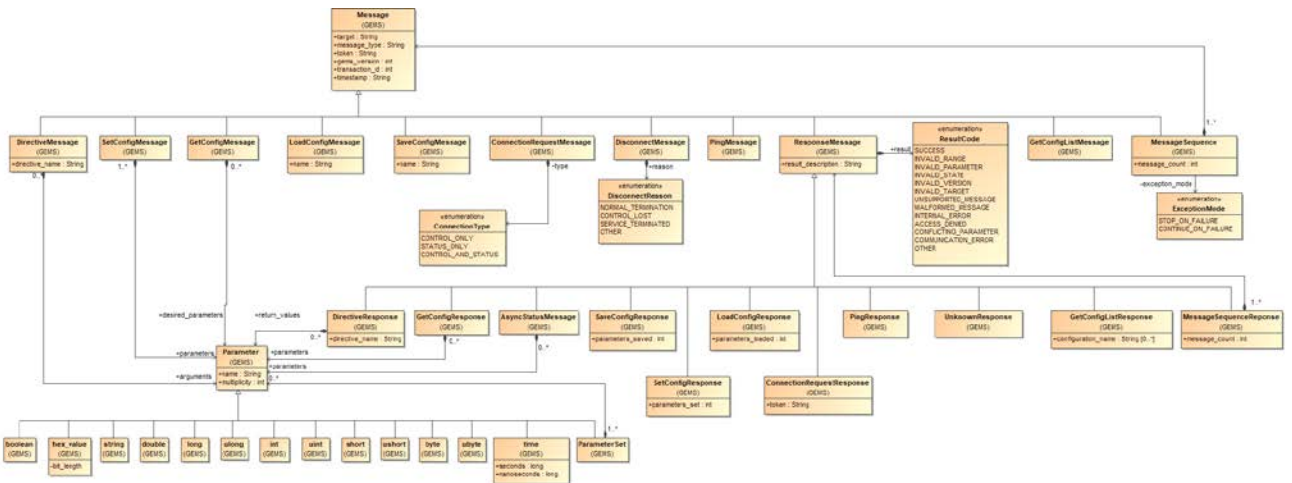 Message
(GEMS)
+target : String
+message_type : String
+token : String
+gems_version : int
+transaction_id : int
+timestamp : String
1..*
DirectiveMessage
(GEMS)
+directive_name : String
0..*
SetConfigMessage
(GEMS)
1..*
GetConfigMessage
(GEMS)
0..*
LoadConfigMessage
(GEMS)
+name : String
SaveConfigMessage
(GEMS)
+name : String
ConnectionRequestMessage
(GEMS)
-type
DisconnectMessage
(GEMS)
+reason
PingMessage
(GEMS)
ResponseMessage
(GEMS)
+result_description : String
+result
«enumeration»
ResultCode
SUCCESS
INVALID_RANGE
INVALID_PARAMETER
INVALID_STATE
INVALID_VERSION
INVALID_TARGET
UNSUPPORTED_MESSAGE
MALFORMED_MESSAGE
INTERNAL_ERROR
ACCESS_DENIED
CONFLICTING_PARAMETER
COMMUNICATION_ERROR
OTHER
GetConfigListMessage
(GEMS)
MessageSequence
(GEMS)
+message_count : int
-exception_mode
«enumeration»
ConnectionType
CONTROL_ONLY
STATUS_ONLY
CONTROL_AND_STATUS
«enumeration»
DisconnectReason
NORMAL_TERMINATION
CONTROL_LOST
SERVICE_TERMINATED
OTHER
«enumeration»
ExceptionMode
STOP_ON_FAILURE
CONTINUE_ON_FAILURE
+desired_parameters
+return_values
0..*
DirectiveResponse
(GEMS)
+directive_name : String
GetConfigResponse
(GEMS)
0..*
AsyncStatusMessage
(GEMS)
0..*
SaveConfigResponse
(GEMS)
+parameters_saved : int
LoadConfigResponse
(GEMS)
+parameters_loaded : int
PingResponse
(GEMS)
UnknownResponse
(GEMS)
GetConfigListResponse
(GEMS)
+configuration_name : String [0..*]
1..*
MessageSequenceReponse
(GEMS)
+message_count : int
+parameters
Parameter
(GEMS)
+name : String
+multiplicity : int
+parameters
+parameters
0..*
+arguments
SetConfigResponse
(GEMS)
+parameters_set : int
ConnectionRequestResponse
(GEMS)
+token : String
1..*
boolean
(GEMS)
hex_value
(GEMS)
-bit_length
string
(GEMS)
double
(GEMS)
long
(GEMS)
ulong
(GEMS)
int
(GEMS)
uint
(GEMS)
short
(GEMS)
ushort
(GEMS)
byte
(GEMS)
ubyte
(GEMS)
time
(GEMS)
+seconds : long
+nanoseconds : long
ParameterSet
(GEMS)